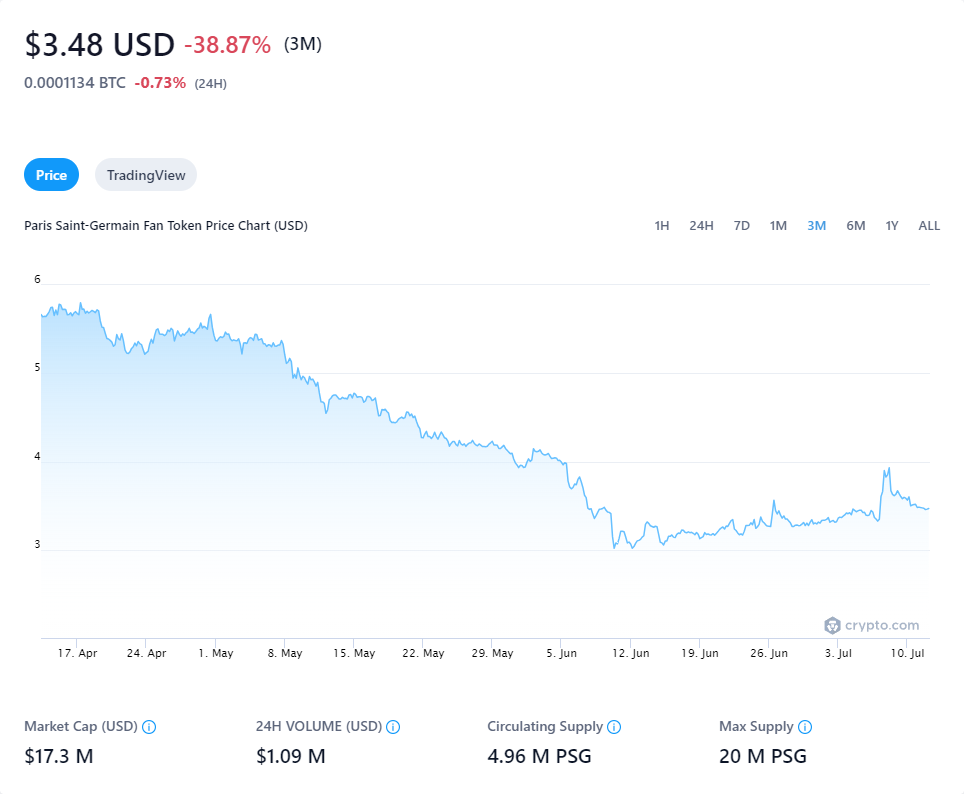 $3.48 USD -38.87% (3M)
0.0001134 BTC -0.73% (24H)
Price TradingView
Paris Saint-Germain Fan Token Price Chart (USD) 1H 24H 7D 1M 3M 6M 1Y ALL
6
5
4
3
crypto.com
17. Apr 24. Apr 1. May 8. May 15. May 22. May 29. May 5. Jun 12. Jun 19. Jun 26. Jun 3. Jul 10. Jul
Market Cap (USD) 24H VOLUME (USD) Circulating Supply Max Supply
$17.3 M $1.09 M 4.96 M PSG 20 M PSG